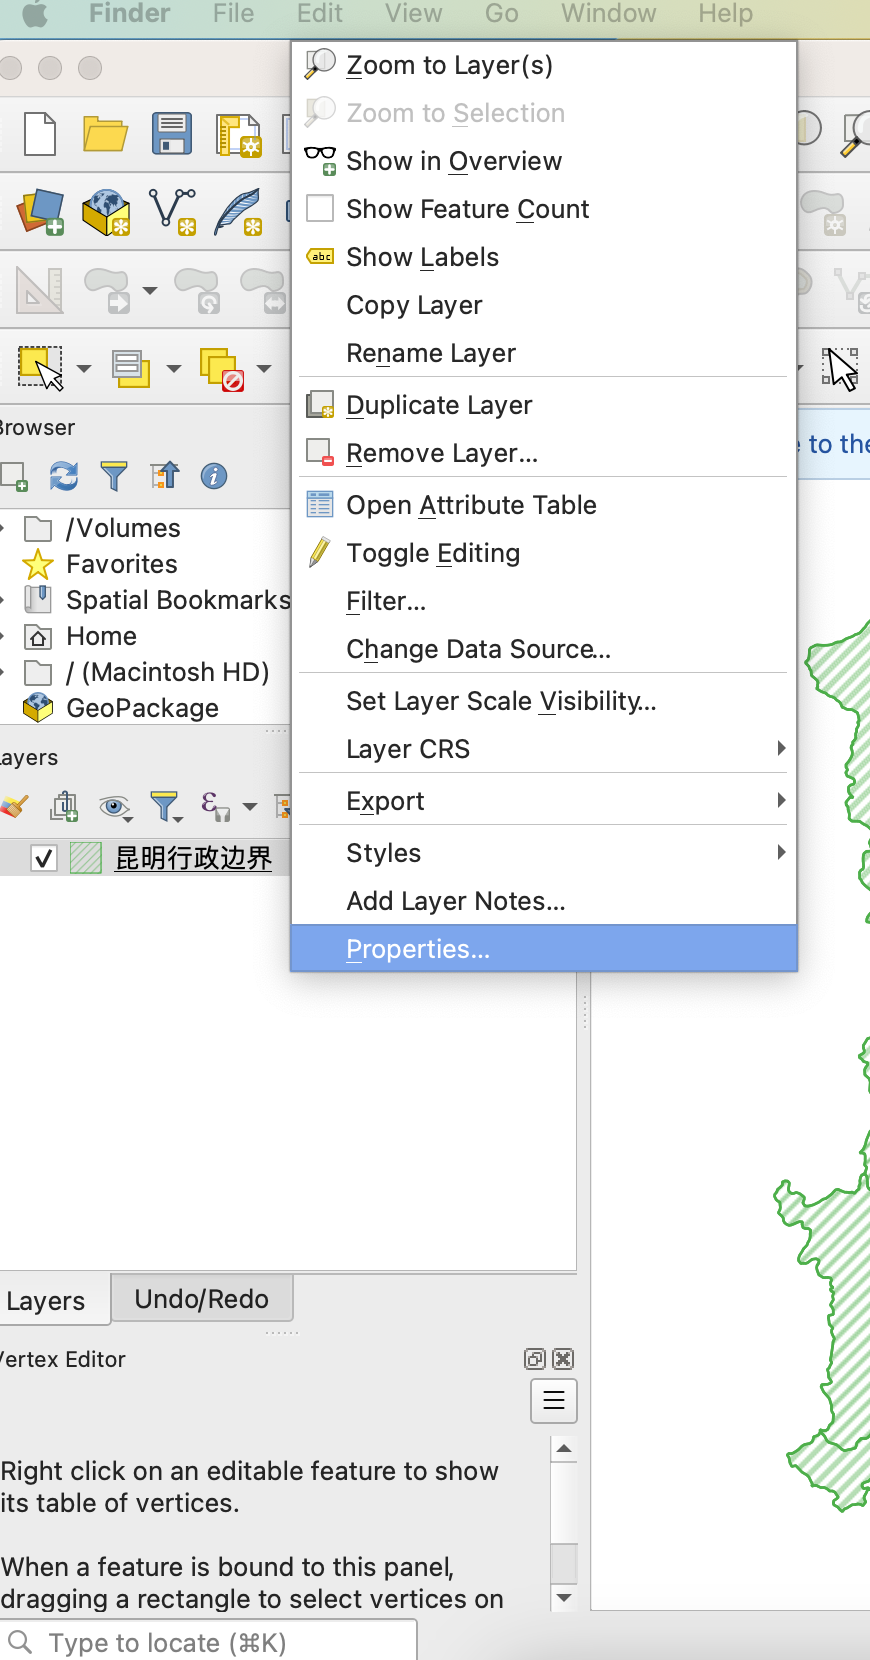 Finder File Edit View Go Window Help
Zoom to Layer(s)
Zoom to Selection
Show in Overview
Show Feature Count
abc Show Labels
Copy Layer
Rename Layer
Duplicate Layer
Remove Layer...
Open Attribute Table
Toggle Editing
Filter...
Change Data Source...
Set Layer Scale Visibility...
Layer CRS
Export
Styles
Add Layer Notes...
Properties...
to the
Browser
/Volumes
Favorites
Spatial Bookmarks
Home
/ (Macintosh HD)
GeoPackage
Layers
昆明行政边界
Layers Undo/Redo
Vertex Editor
Right click on an editable feature to show
its table of vertices.
When a feature is bound to this panel,
dragging a rectangle to select vertices on
Type to locate (⌘K)